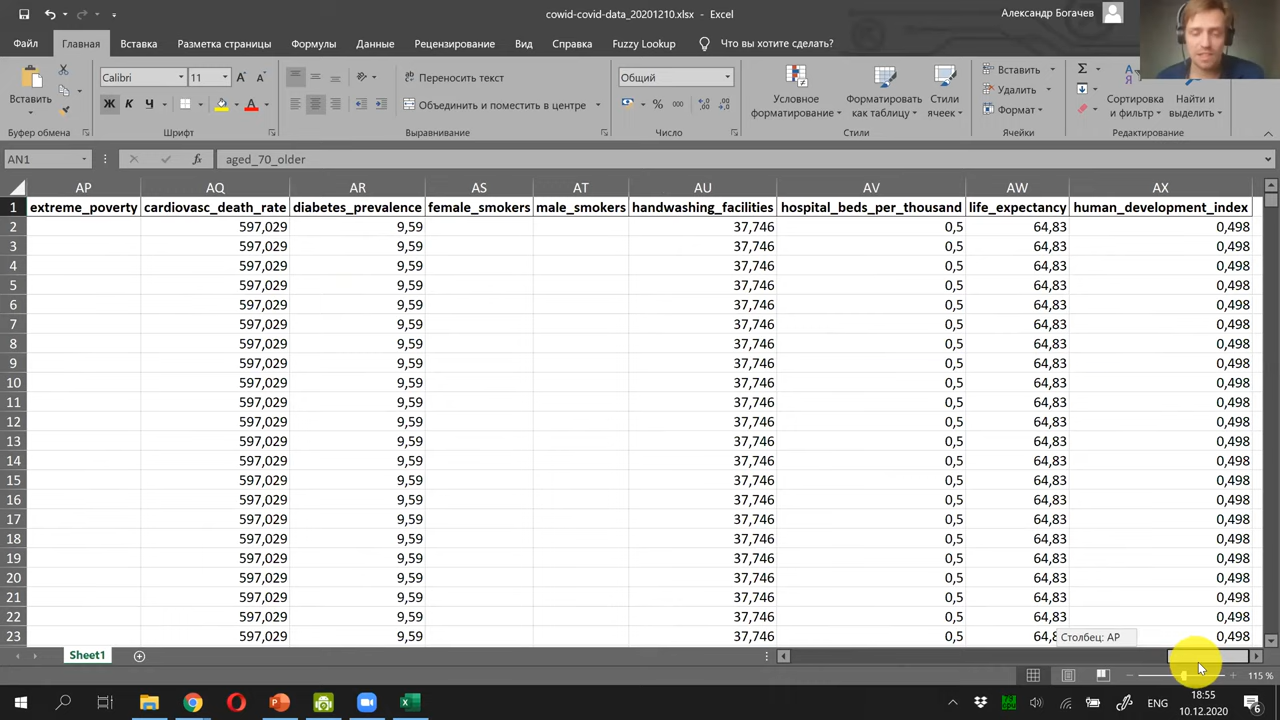 cowid-covid-data_20201210.xlsx - Excel
Александр Богачев
Файл Главная Вставка Разметка страницы Формулы Данные Рецензирование Вид Справка Fuzzy Lookup Что вы хотите сделать?
Вставить
Calibri 11
Ж К Ч
Переносить текст
Объединить и поместить в центре
Общий
% 000
Условное форматирование
Форматировать как таблицу
Стили ячеек
Вставить
Удалить
Формат
Сортировка и фильтр
Найти и выделить
Буфер обмена Шрифт Выравнивание Число Стили Ячейки Редактирование
AN1 fx aged_70_older
AP AQ AR AS AT AU AV AW AX
1 extreme_poverty cardiovasc_death_rate diabetes_prevalence female_smokers male_smokers handwashing_facilities hospital_beds_per_thousand life_expectancy human_development_index
2 597,029 9,59 37,746 0,5 64,83 0,498
3 597,029 9,59 37,746 0,5 64,83 0,498
4 597,029 9,59 37,746 0,5 64,83 0,498
5 597,029 9,59 37,746 0,5 64,83 0,498
6 597,029 9,59 37,746 0,5 64,83 0,498
7 597,029 9,59 37,746 0,5 64,83 0,498
8 597,029 9,59 37,746 0,5 64,83 0,498
9 597,029 9,59 37,746 0,5 64,83 0,498
10 597,029 9,59 37,746 0,5 64,83 0,498
11 597,029 9,59 37,746 0,5 64,83 0,498
12 597,029 9,59 37,746 0,5 64,83 0,498
13 597,029 9,59 37,746 0,5 64,83 0,498
14 597,029 9,59 37,746 0,5 64,83 0,498
15 597,029 9,59 37,746 0,5 64,83 0,498
16 597,029 9,59 37,746 0,5 64,83 0,498
17 597,029 9,59 37,746 0,5 64,83 0,498
18 597,029 9,59 37,746 0,5 64,83 0,498
19 597,029 9,59 37,746 0,5 64,83 0,498
20 597,029 9,59 37,746 0,5 64,83 0,498
21 597,029 9,59 37,746 0,5 64,83 0,498
22 597,029 9,59 37,746 0,5 64,83 0,498
23 597,029 9,59 37,746 0,5 64,8 0,498
Столбец: AP
Sheet1
115 %
ENG
18:55
10.12.2020
6